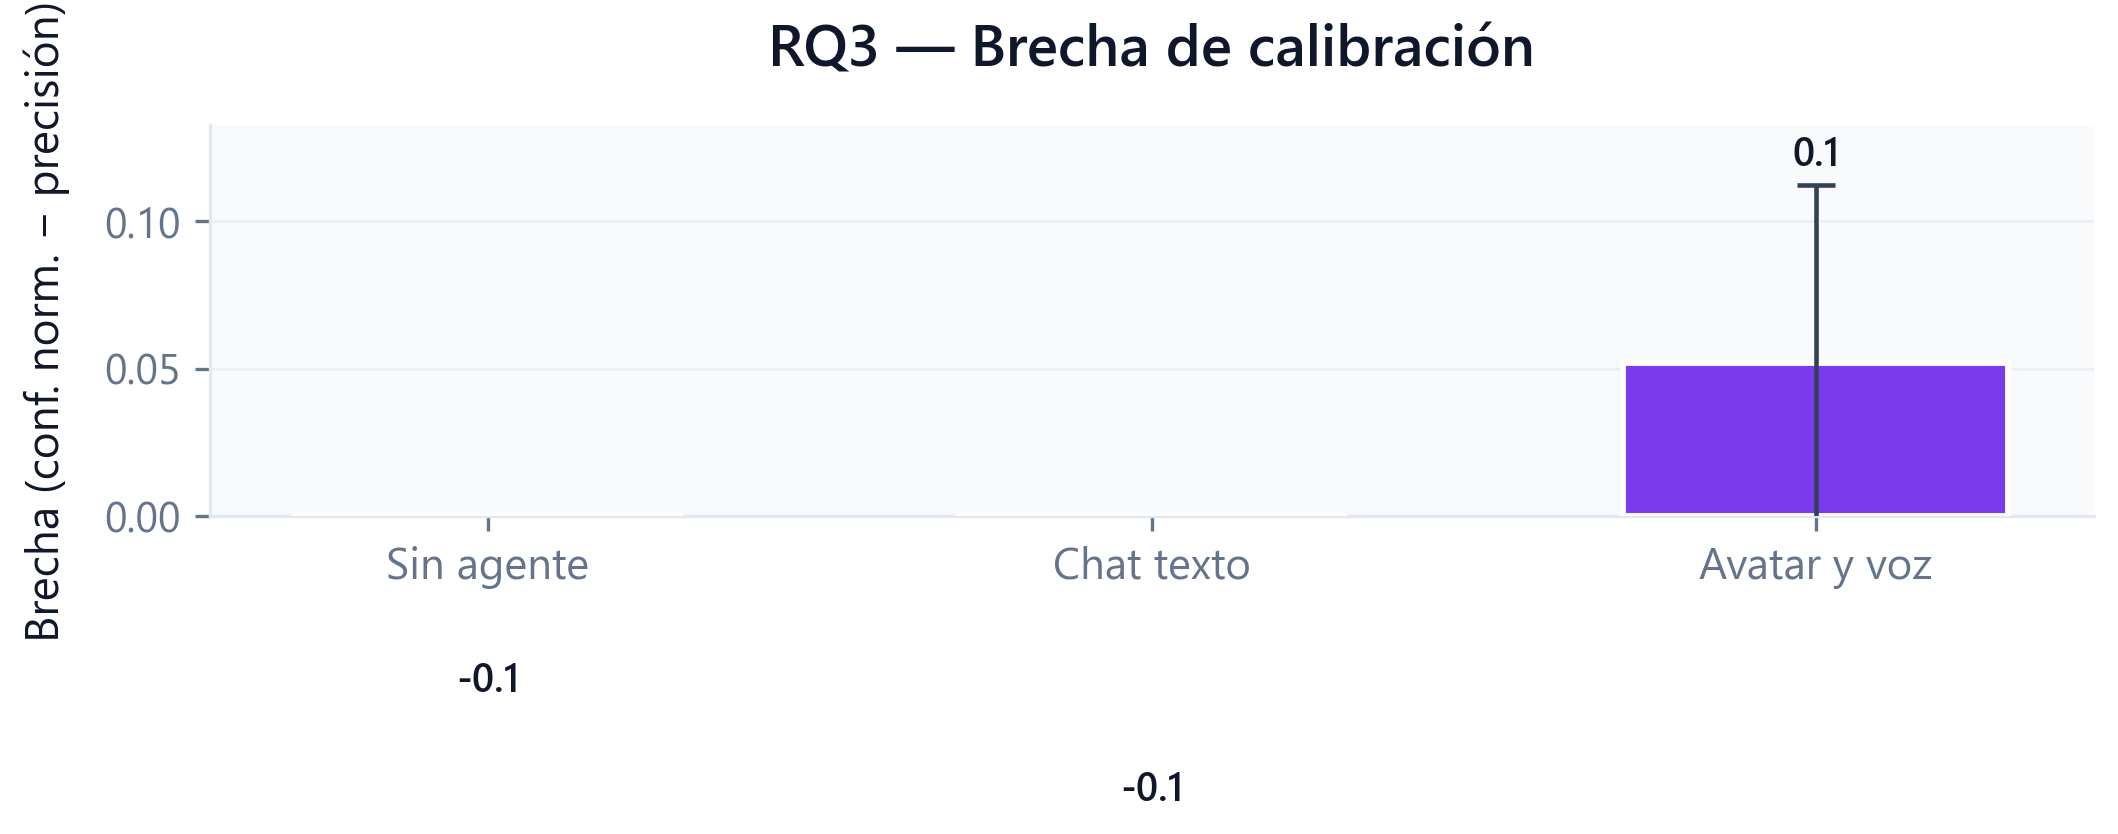 RQ3 — Brecha de calibración
Brecha (conf. norm. − precisión)
0.1
0.10
0.05
0.00
Sin agente
Chat texto
Avatar y voz
-0.1
-0.1